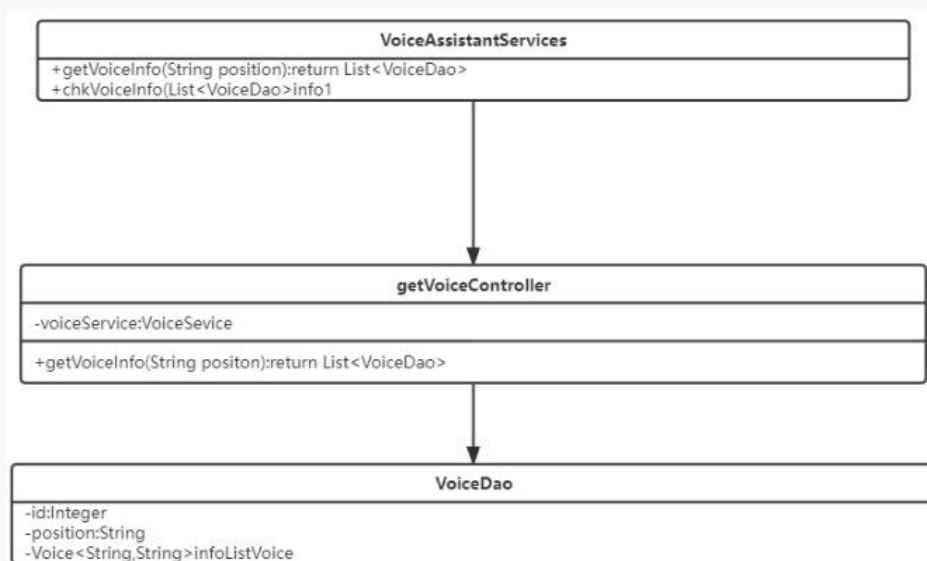 VoiceAssistantServices
+getVoiceInfo(String position):return List<VoiceDao>
+chkVoiceInfo(List<VoiceDao>info1
getVoiceController
-voiceService:VoiceSevice
+getVoiceInfo(String positon):return List<VoiceDao>
VoiceDao
-id:Integer
-position:String
-Voice<String,String>infoListVoice